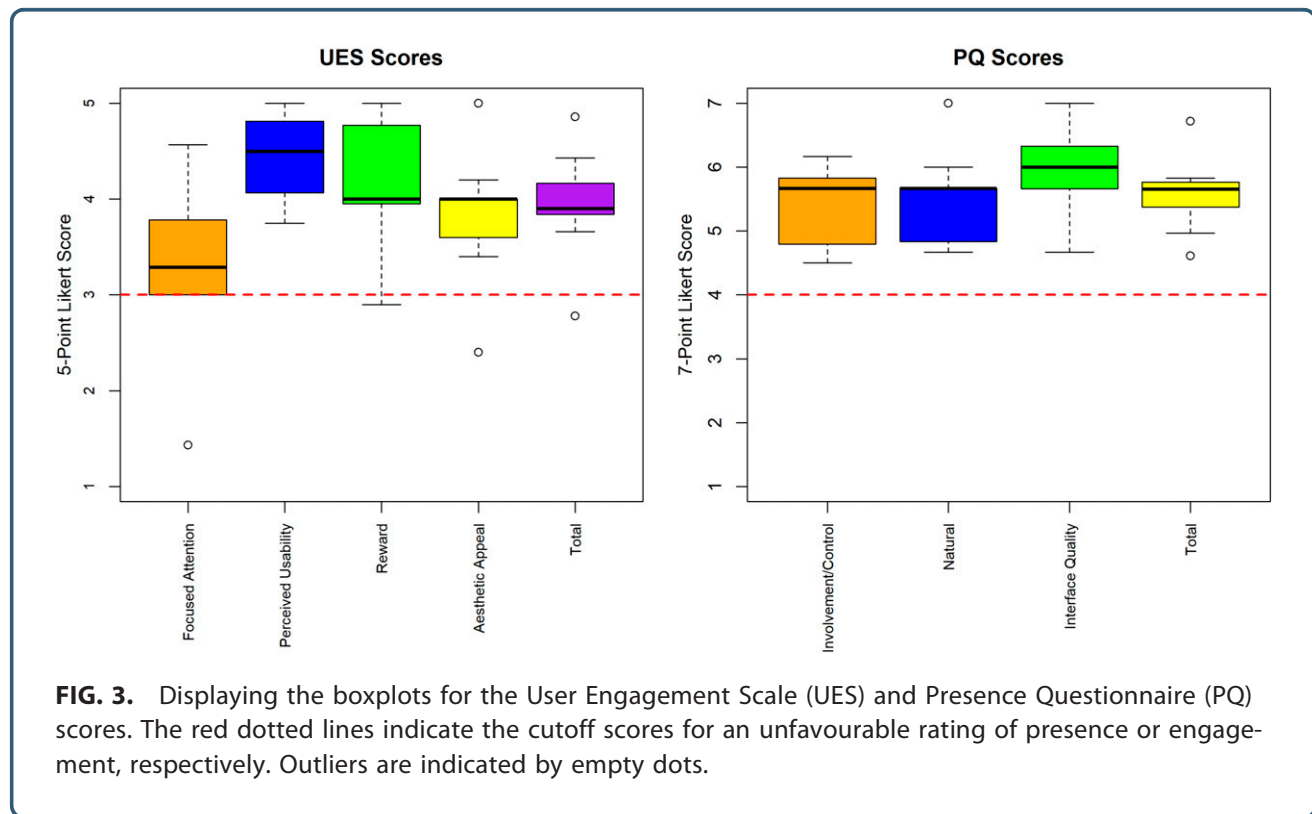 UES Scores
5-Point Likert Score
5
4
3
2
1
Focused Attention
Perceived Usability
Reward
Aesthetic Appeal
Total
PQ Scores
7-Point Likert Score
7
6
5
4
3
2
1
Involvement/Control
Natural
Interface Quality
Total
FIG. 3. Displaying the boxplots for the User Engagement Scale (UES) and Presence Questionnaire (PQ)
scores. The red dotted lines indicate the cutoff scores for an unfavourable rating of presence or engage-
ment, respectively. Outliers are indicated by empty dots.